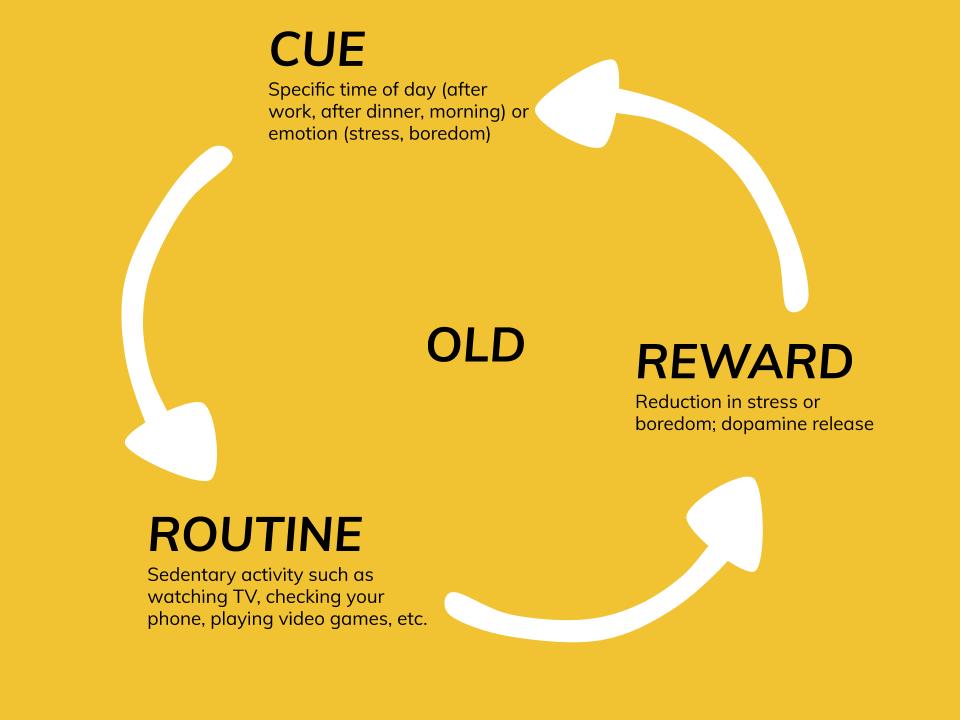 CUE
Specific time of day (after
work, after dinner, morning) or
emotion (stress, boredom)
OLD
REWARD
Reduction in stress or
boredom; dopamine release
ROUTINE
Sedentary activity such as
watching TV, checking your
phone, playing video games, etc.